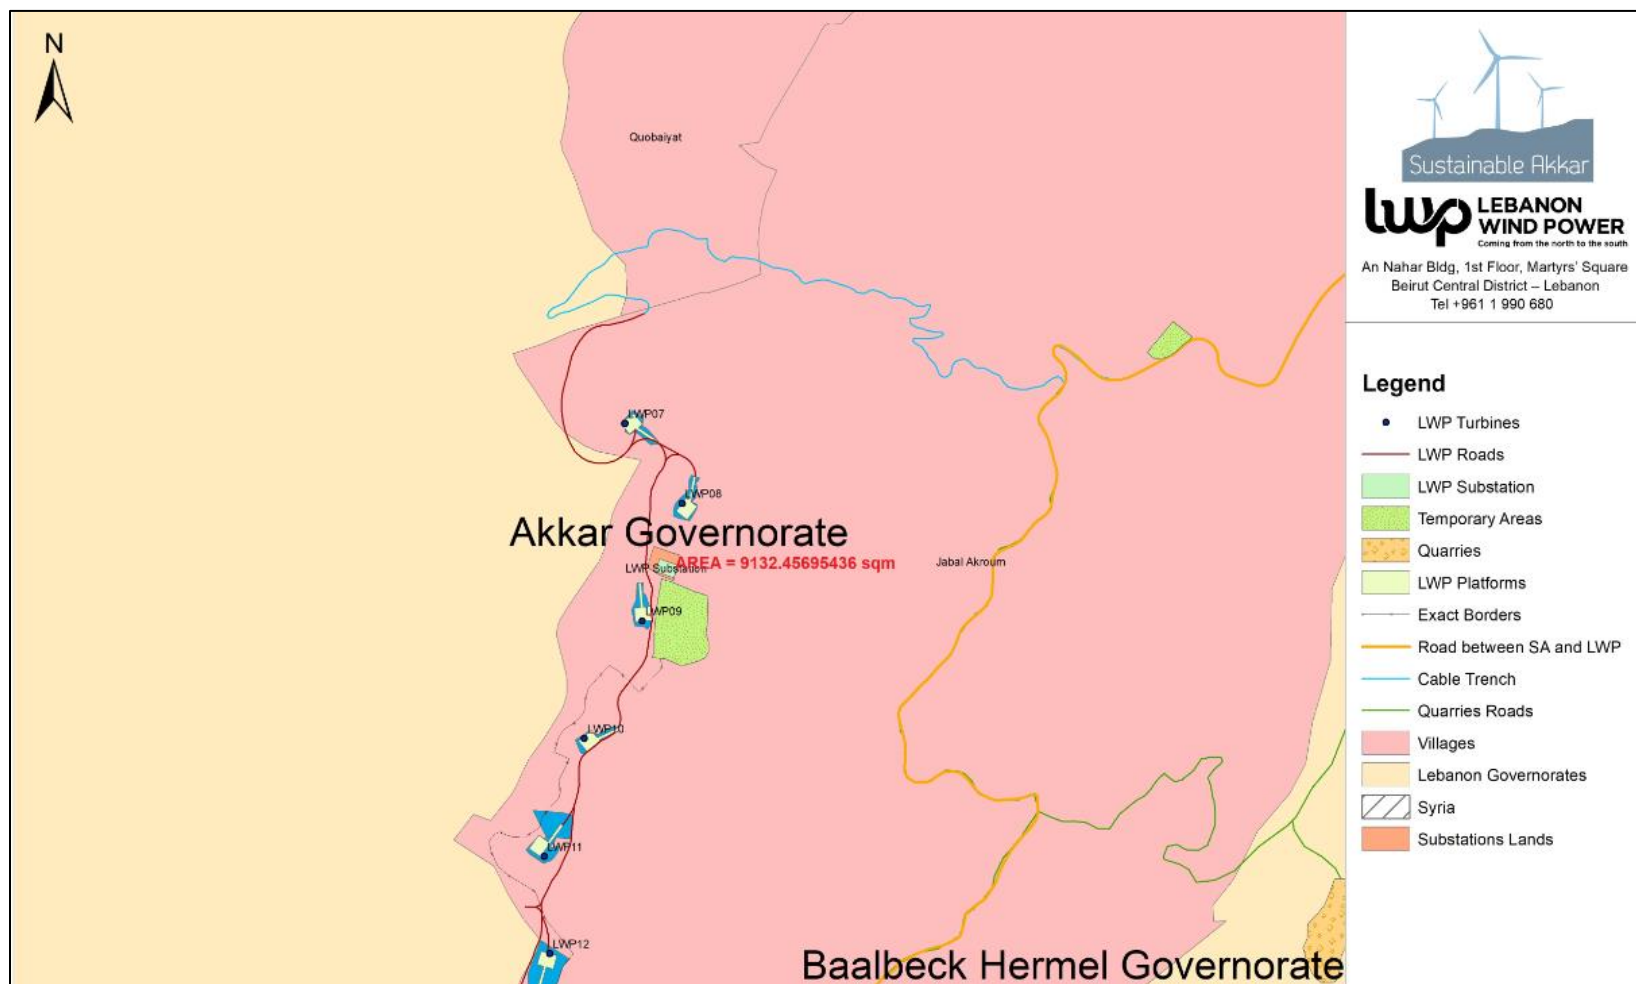 N
Quobaiyat
LWP07
LWP08
Akkar Governorate
AREA = 9132.45695436 sqm
LWP Substation
Jabal Akroum
LWP09
LWP10
LWP11
LWP12
Baalbeck Hermel Governorate
Sustainable Akkar
lwp LEBANON
WIND POWER
Coming from the north to the south
An Nahar Bldg, 1st Floor, Martyrs' Square
Beirut Central District – Lebanon
Tel +961 1 990 680
Legend
LWP Turbines
LWP Roads
LWP Substation
Temporary Areas
Quarries
LWP Platforms
Exact Borders
Road between SA and LWP
Cable Trench
Quarries Roads
Villages
Lebanon Governorates
Syria
Substations Lands